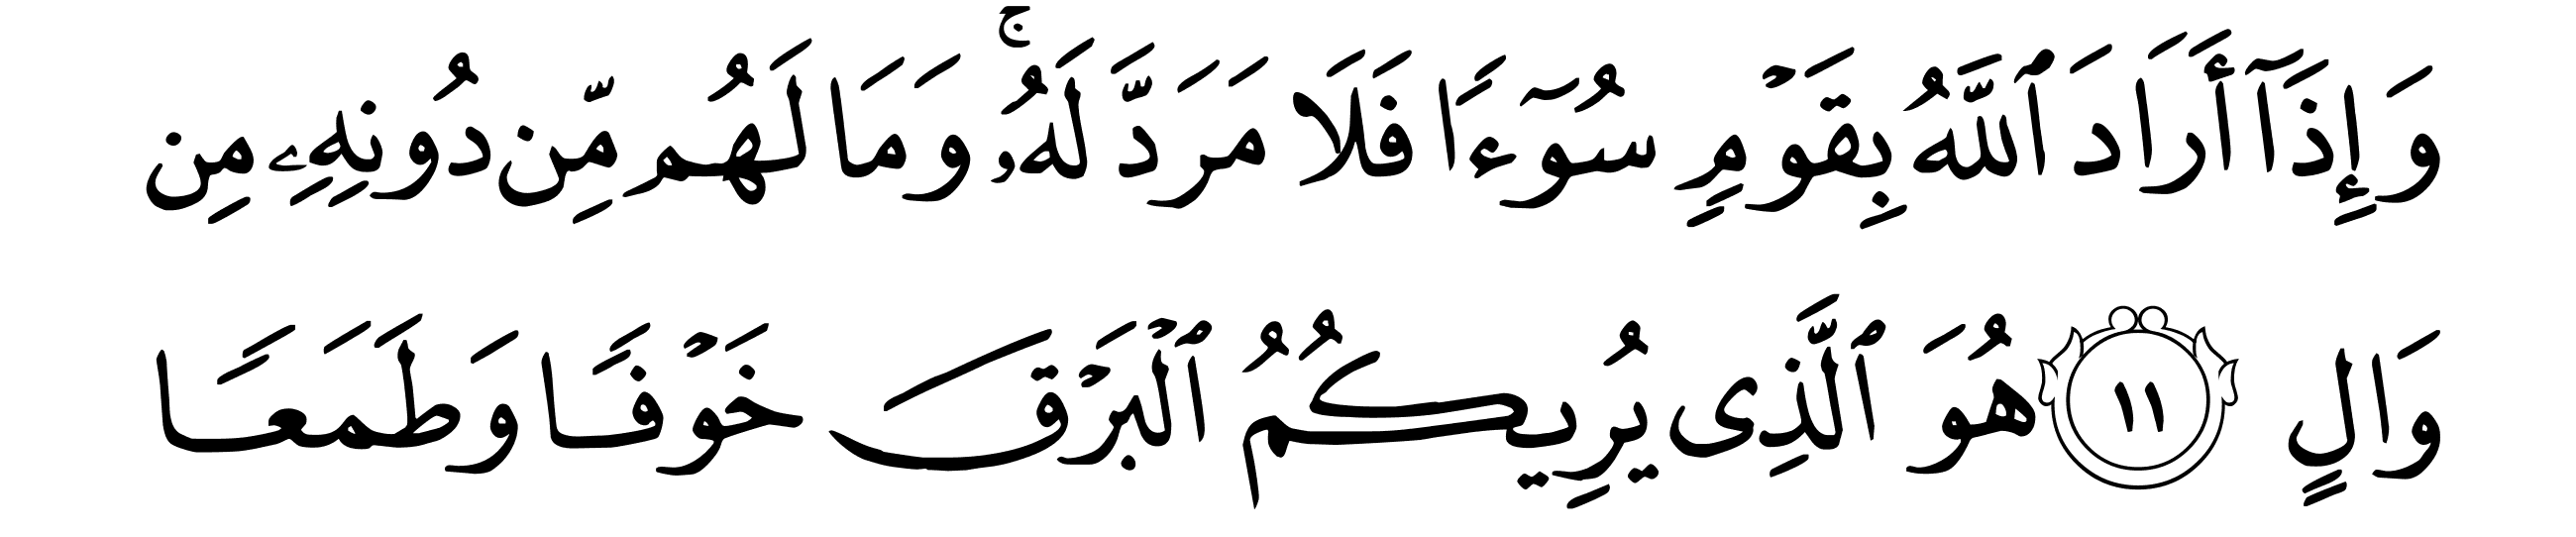 وَإِذَآ أَرَادَ ٱللَّهُ بِقَوۡمٖ سُوٓءٗا فَلَا مَرَدَّ لَهُۥۚ وَمَا لَهُم مِّن دُونِهِۦ مِن
وَالٍ ١١ هُوَ ٱلَّذِى يُرِيكُمُ ٱلۡبَرۡقَ خَوۡفٗا وَطَمَعٗا